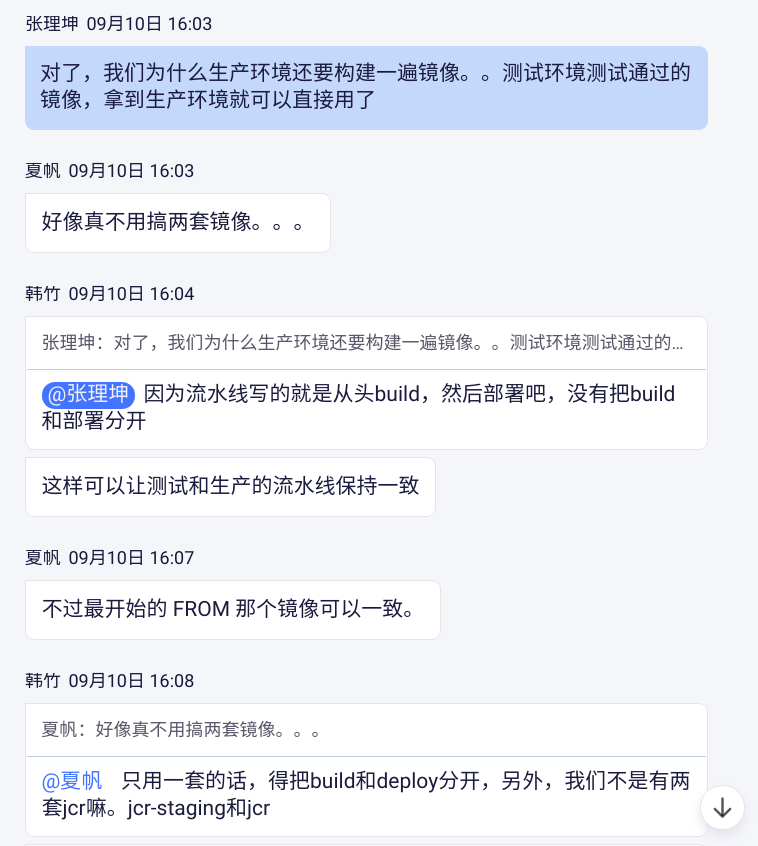 张理坤 09月10日 16:03
对了，我们为什么生产环境还要构建一遍镜像。。测试环境测试通过的
镜像，拿到生产环境就可以直接用了
夏帆 09月10日 16:03
好像真不用搞两套镜像。。。
韩竹 09月10日 16:04
张理坤：对了，我们为什么生产环境还要构建一遍镜像。。测试环境测试通过的...
@张理坤 因为流水线写的就是从头build，然后部署吧，没有把build
和部署分开
这样可以让测试和生产的流水线保持一致
夏帆 09月10日 16:07
不过最开始的 FROM 那个镜像可以一致。
韩竹 09月10日 16:08
夏帆：好像真不用搞两套镜像。。。
@夏帆 只用一套的话，得把build和deploy分开，另外，我们不是有两
套jcr嘛。jcr-staging和jcr